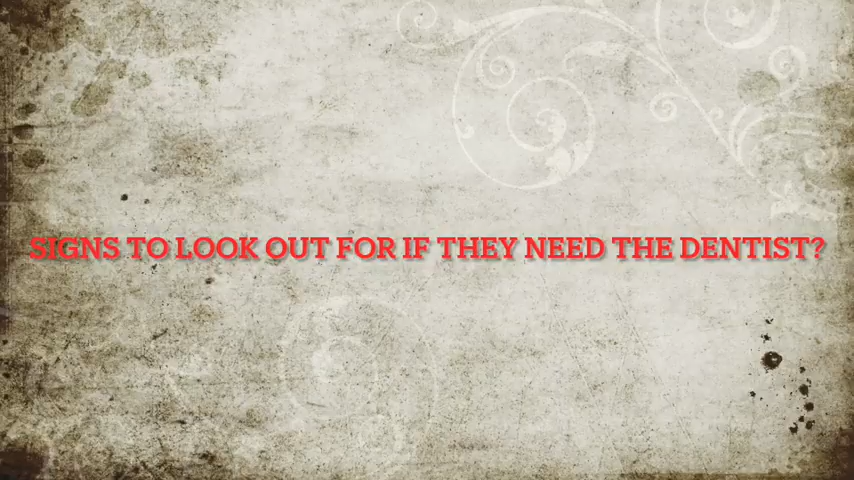 SIGNS TO LOOK OUT FOR IF THEY NEED THE DENTIST?